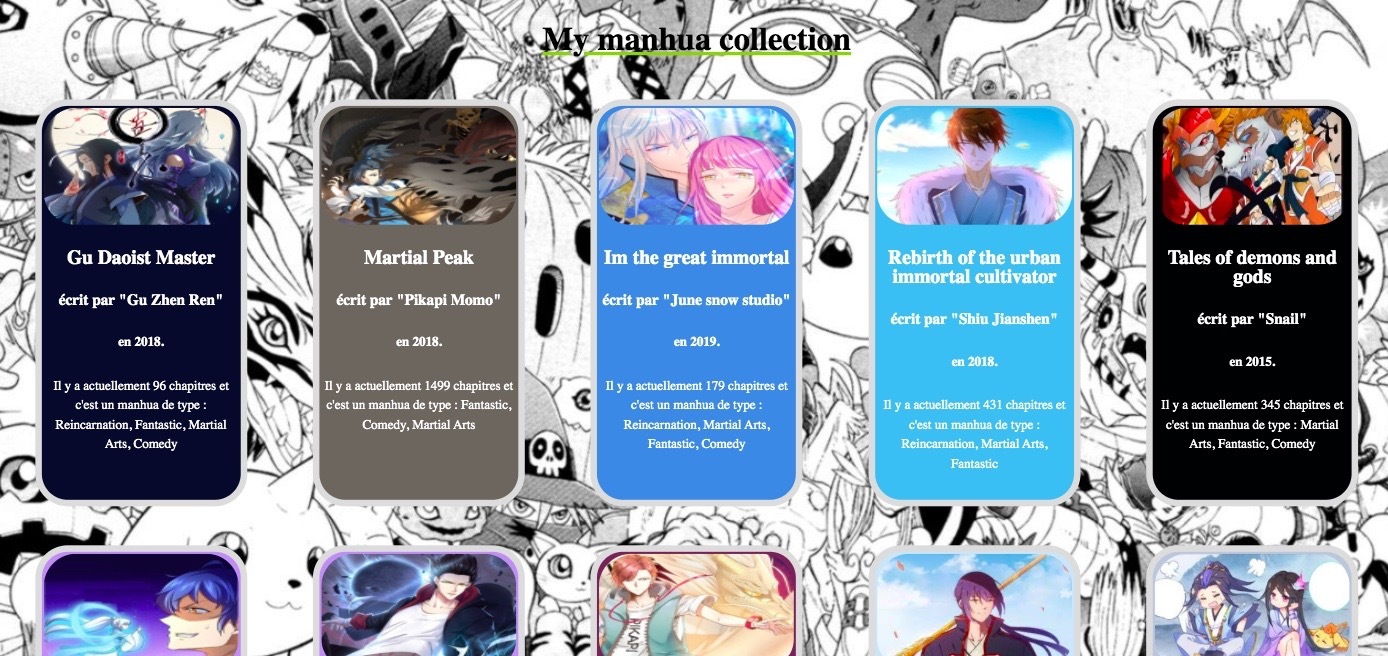 My manhua collection
Gu Daoist Master
écrit par "Gu Zhen Ren"
en 2018.
Il y a actuellement 96 chapitres et
c'est un manhua de type :
Reincarnation, Fantastic, Martial
Arts, Comedy
Martial Peak
écrit par "Pikapi Momo"
en 2018.
Il y a actuellement 1499 chapitres et
c'est un manhua de type : Fantastic,
Comedy, Martial Arts
Im the great immortal
écrit par "June snow studio"
en 2019.
Il y a actuellement 179 chapitres et
c'est un manhua de type :
Reincarnation, Martial Arts,
Fantastic, Comedy
Rebirth of the urban
immortal cultivator
écrit par "Shiu Jianshen"
en 2018.
Il y a actuellement 431 chapitres et
c'est un manhua de type :
Reincarnation, Martial Arts,
Fantastic
Tales of demons and
gods
écrit par "Snail"
en 2015.
Il y a actuellement 345 chapitres et
c'est un manhua de type : Martial
Arts, Fantastic, Comedy